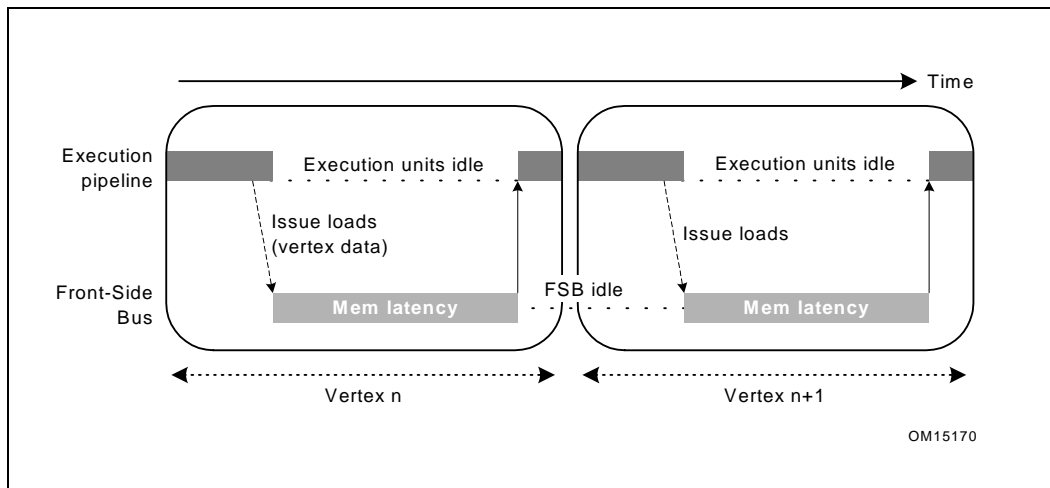 Time
Execution
pipeline
Execution units idle
Execution units idle
Issue loads
(vertex data)
Issue loads
Front-Side
Bus
Mem latency
FSB idle
Mem latency
Vertex n
Vertex n+1
OM15170